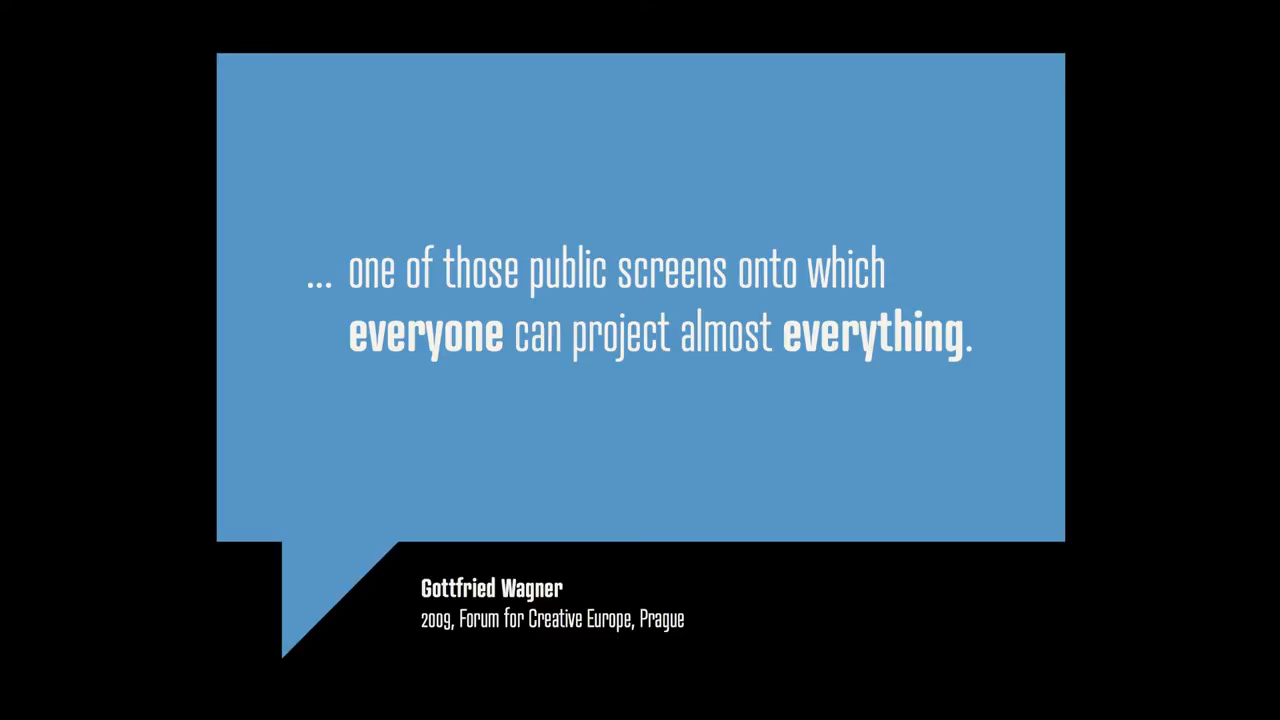 ... one of those public screens onto which
everyone can project almost everything.
Gottfried Wagner
2009, Forum for Creative Europe, Prague